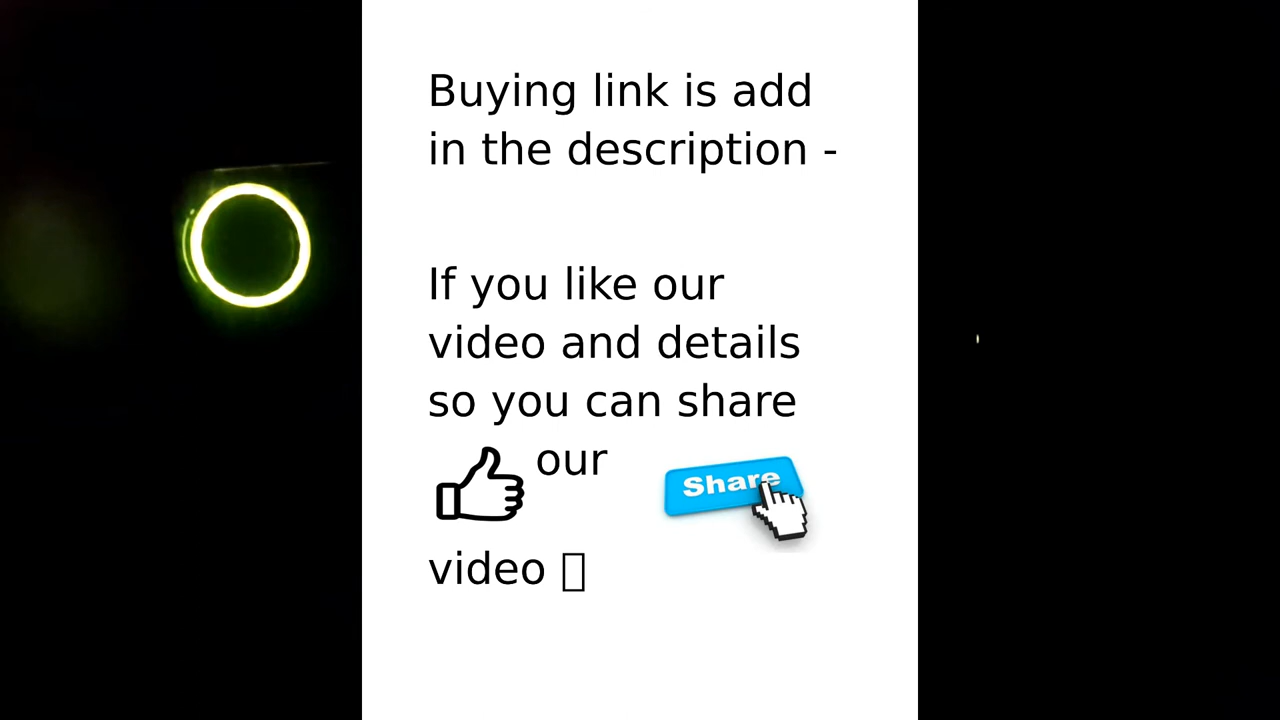 Buying link is add
in the description -
If you like our
video and details
so you can share
our
Share
video